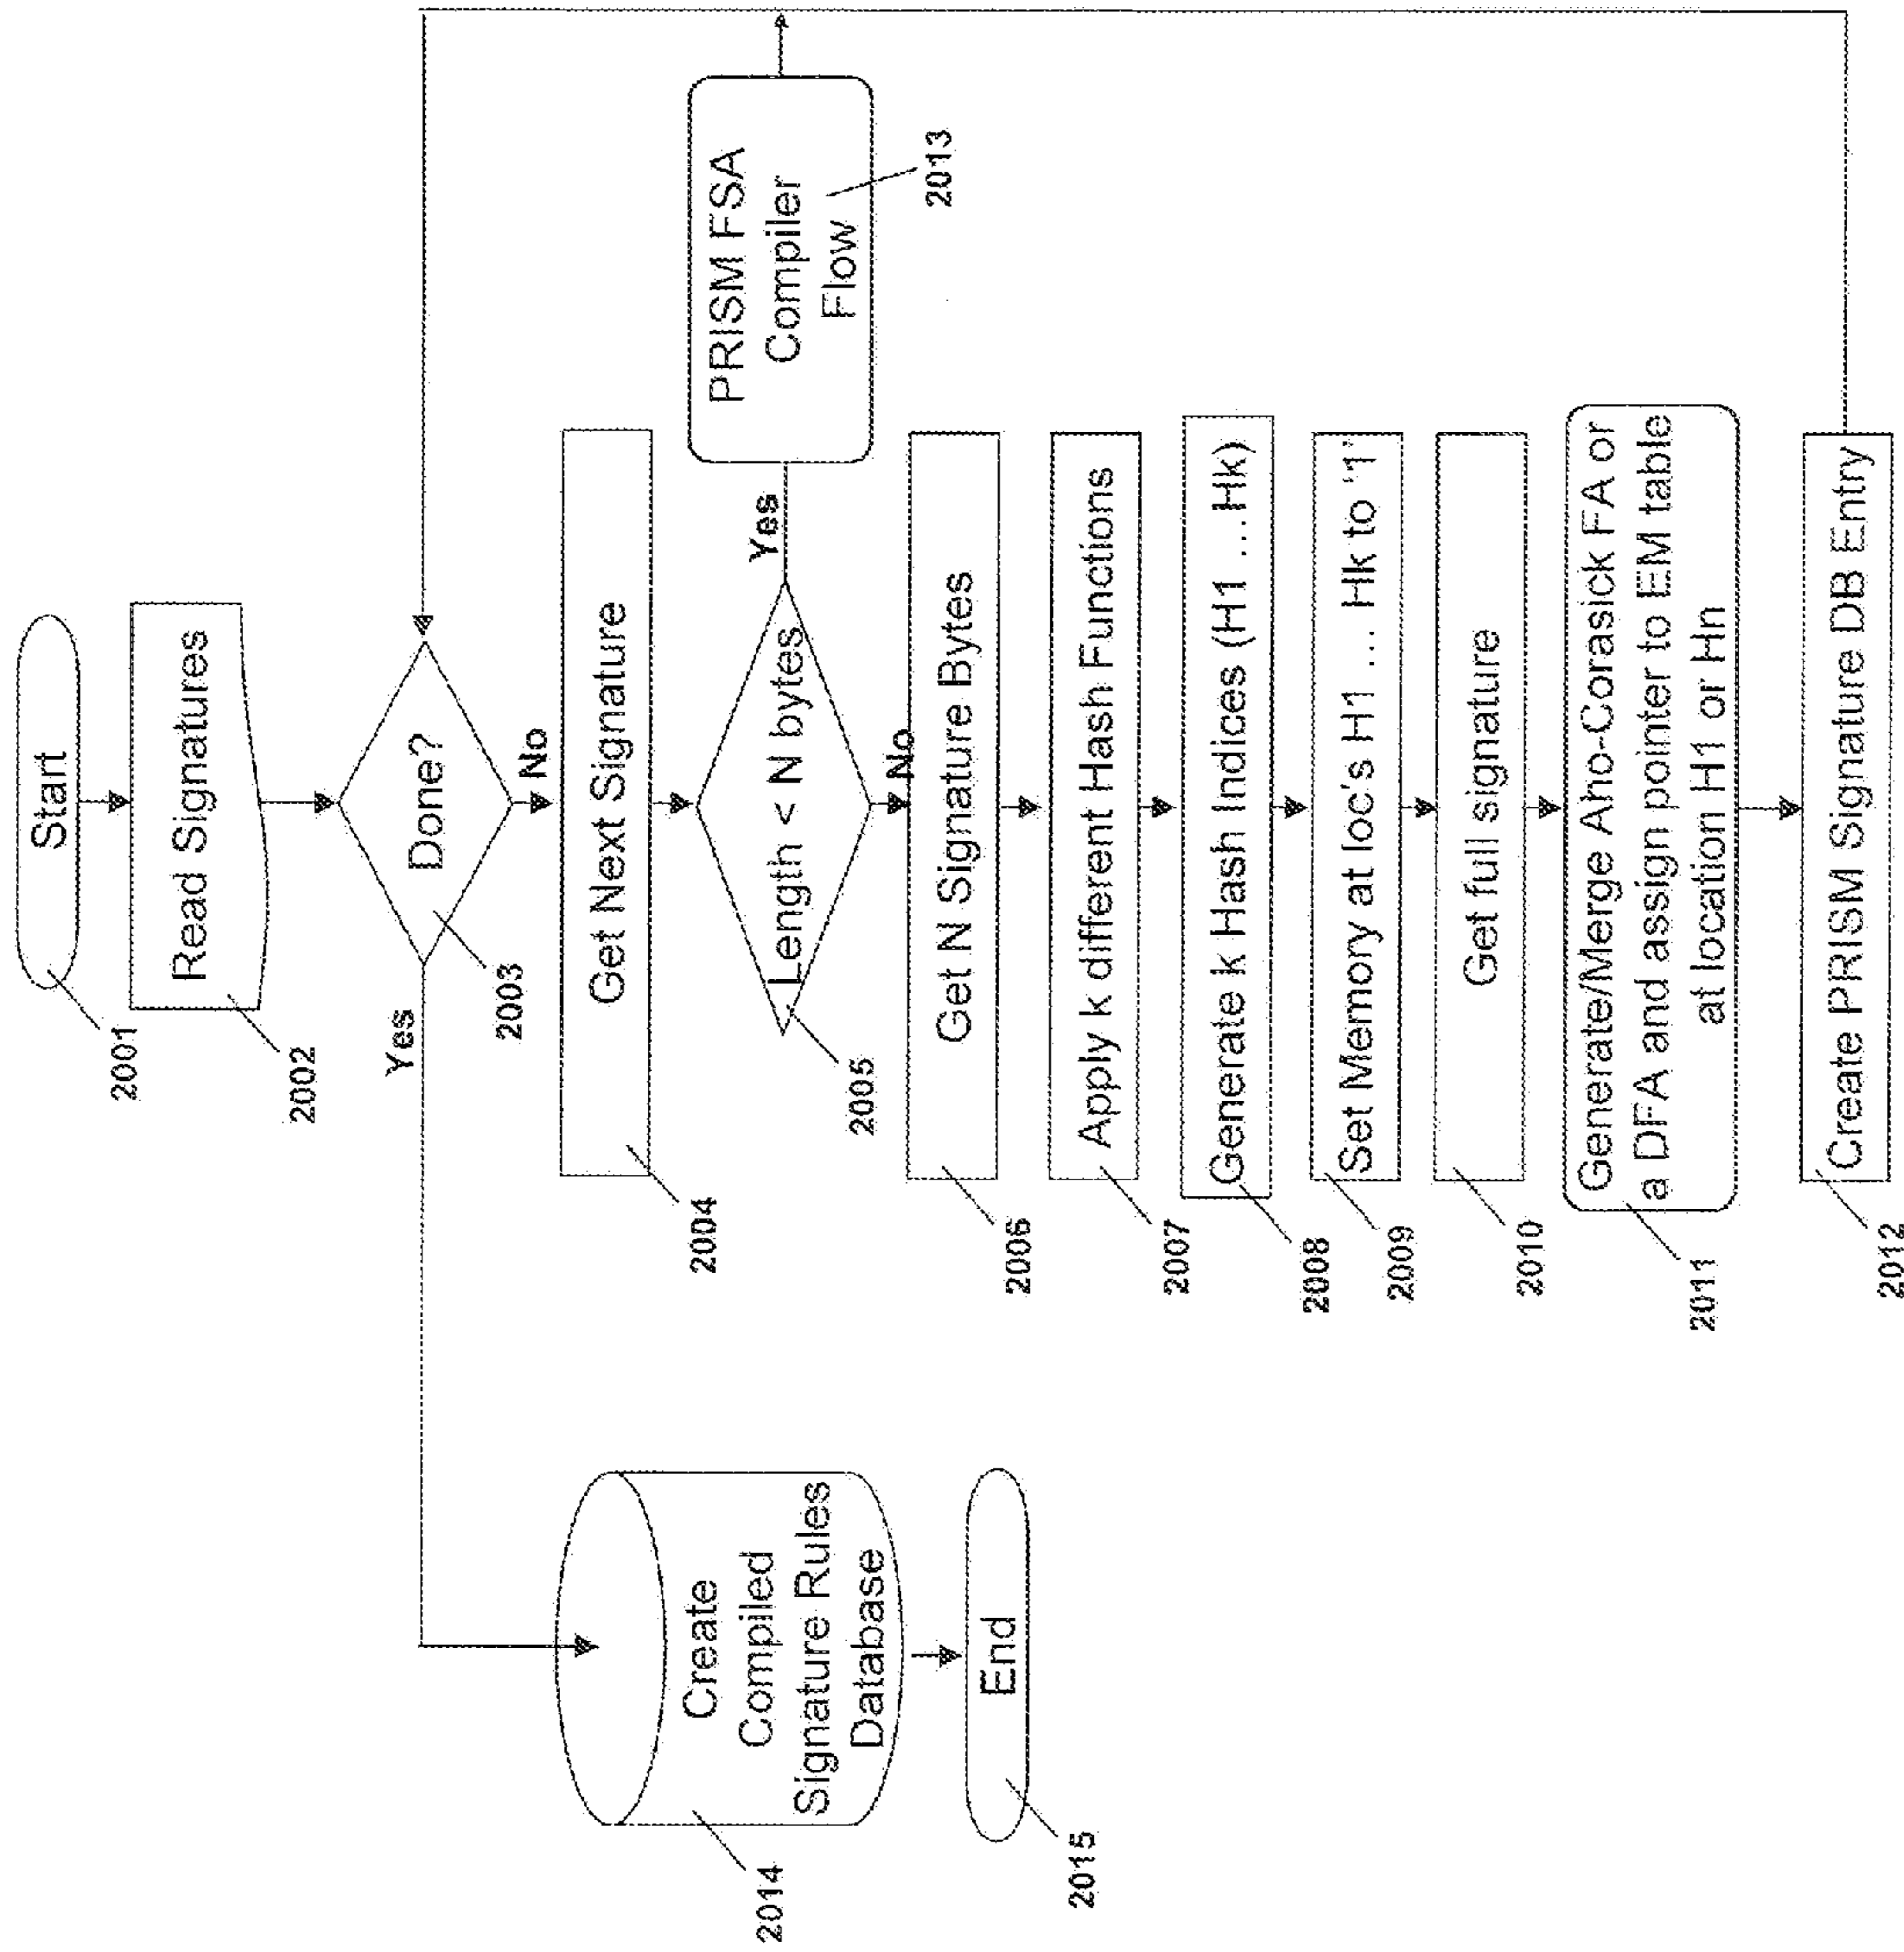 Start
2001
Read Signatures
2002
Done?
2003
Yes
No
Get Next Signature
2004
Length < N bytes
2005
Yes
No
PRISM FSA
Compiler
Flow
2013
Get N Signature Bytes
2006
Apply k different Hash Functions
2007
Generate k Hash Indices (H1 ...Hk)
2008
Set Memory at loc's H1 ... Hk to '1'
2009
Get full signature
2010
Generate/Merge Aho-Corasick FA or
a DFA and assign pointer to EM table
at location H1 or Hn
2011
Create PRISM Signature DB Entry
2012
Create
Compiled
Signature Rules
Database
2014
End
2015